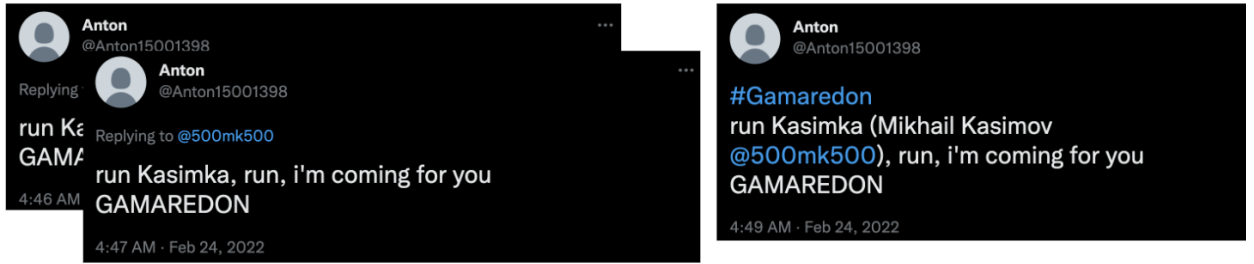 Anton
@Anton15001398
Replying
run Ka
GAMA
4:46 AM
Anton
@Anton15001398
Replying to @500mk500
run Kasimka, run, i'm coming for you
GAMAREDON
4:47 AM · Feb 24, 2022
Anton
@Anton15001398
#Gamaredon
run Kasimka (Mikhail Kasimov
@500mk500), run, i'm coming for you
GAMAREDON
4:49 AM · Feb 24, 2022